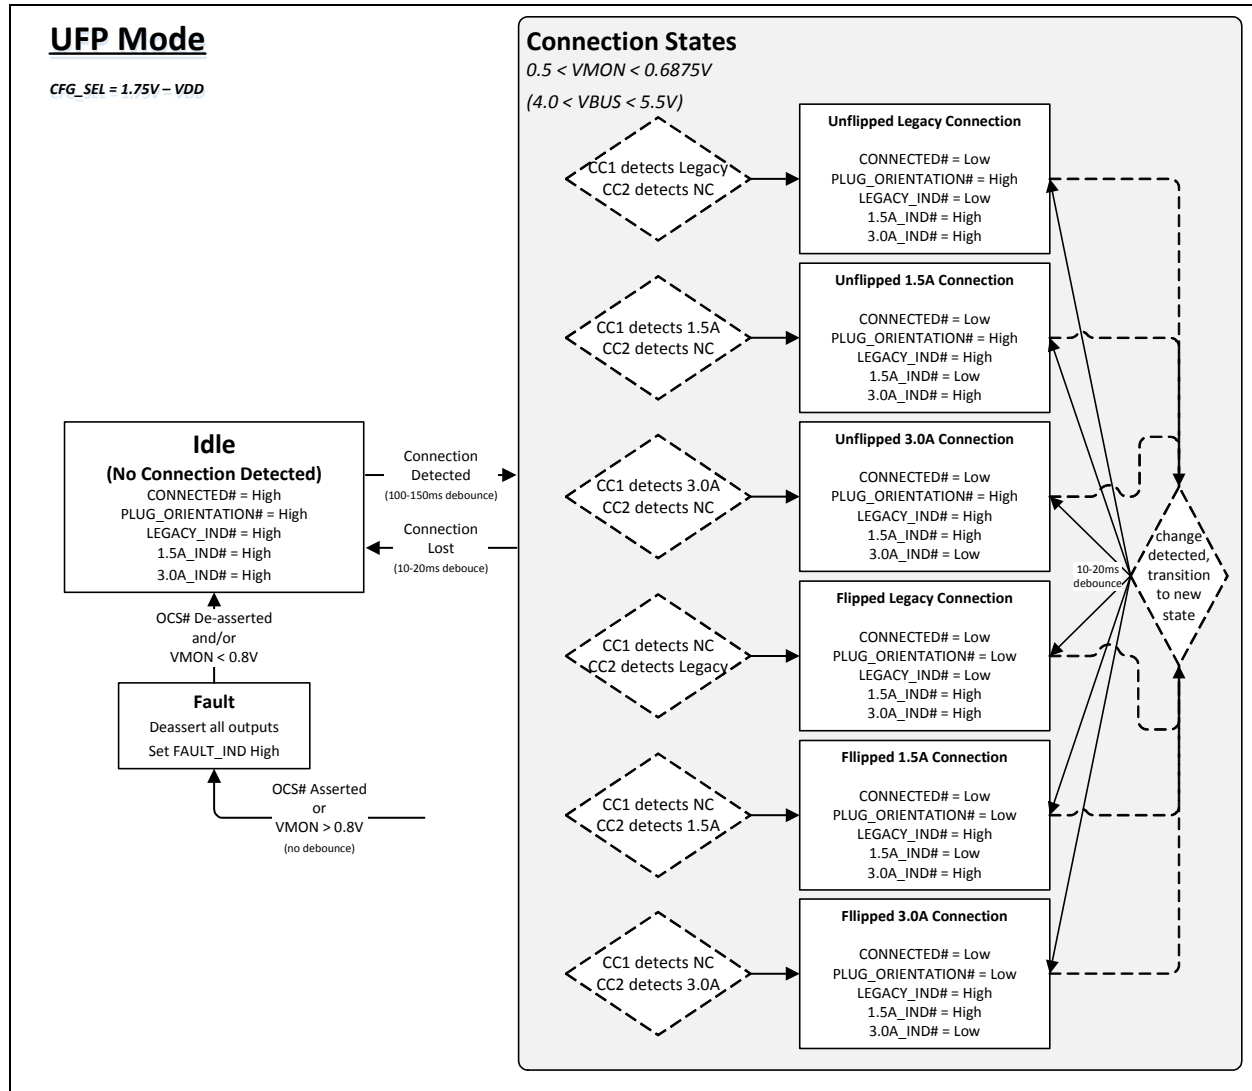 UFP Mode
CFG_SEL = 1.75V – VDD
Connection States
0.5 < VMON < 0.6875V
(4.0 < VBUS < 5.5V)
CC1 detects Legacy
CC2 detects NC
Unflipped Legacy Connection
CONNECTED# = Low
PLUG_ORIENTATION# = High
LEGACY_IND# = Low
1.5A_IND# = High
3.0A_IND# = High
CC1 detects 1.5A
CC2 detects NC
Unflipped 1.5A Connection
CONNECTED# = Low
PLUG_ORIENTATION# = High
LEGACY_IND# = High
1.5A_IND# = Low
3.0A_IND# = High
Idle
(No Connection Detected)
CONNECTED# = High
PLUG_ORIENTATION# = High
LEGACY_IND# = High
1.5A_IND# = High
3.0A_IND# = High
Connection
Detected
(100-150ms debounce)
Connection
Lost
(10-20ms debouce)
CC1 detects 3.0A
CC2 detects NC
Unflipped 3.0A Connection
CONNECTED# = Low
PLUG_ORIENTATION# = High
LEGACY_IND# = High
1.5A_IND# = High
3.0A_IND# = Low
change
detected,
transition
to new
state
10-20ms
debounce
OCS# De-asserted
and/or
VMON < 0.8V
Fault
Deassert all outputs
Set FAULT_IND High
OCS# Asserted
or
VMON > 0.8V
(no debounce)
CC1 detects NC
CC2 detects Legacy
Flipped Legacy Connection
CONNECTED# = Low
PLUG_ORIENTATION# = Low
LEGACY_IND# = Low
1.5A_IND# = High
3.0A_IND# = High
CC1 detects NC
CC2 detects 1.5A
Fllipped 1.5A Connection
CONNECTED# = Low
PLUG_ORIENTATION# = Low
LEGACY_IND# = High
1.5A_IND# = Low
3.0A_IND# = High
CC1 detects NC
CC2 detects 3.0A
Fllipped 3.0A Connection
CONNECTED# = Low
PLUG_ORIENTATION# = Low
LEGACY_IND# = High
1.5A_IND# = High
3.0A_IND# = Low